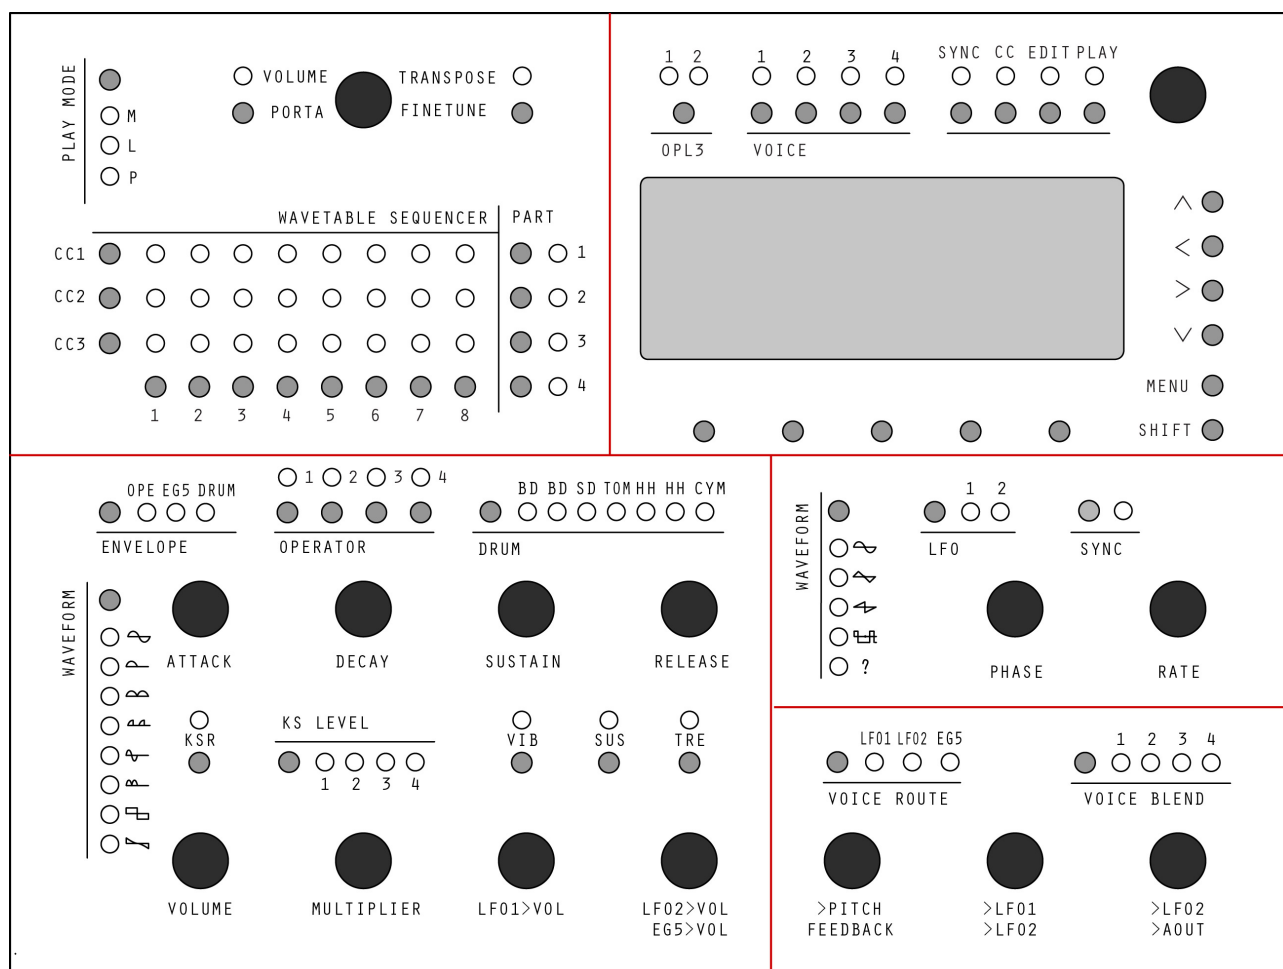 PLAY MODE
VOLUME TRANSPOSE
PORTA FINETUNE
M
L
P
WAVETABLE SEQUENCER PART
CC1 1
CC2 2
CC3 3
4
1 2 3 4 5 6 7 8
1 2 1 2 3 4 SYNC CC EDIT PLAY
OPL3 VOICE
MENU
SHIFT
1 2 3 4
OPE EG5 DRUM BD BD SD TOM HH HH CYM
ENVELOPE OPERATOR DRUM
WAVEFORM
ATTACK DECAY SUSTAIN RELEASE
KS LEVEL
KSR VIB SUS TRE
1 2 3 4
VOLUME MULTIPLIER LFO1>VOL LFO2>VOL
EG5>VOL
WAVEFORM
1 2
LFO SYNC
?
PHASE RATE
LFO1 LFO2 EG5 1 2 3 4
VOICE ROUTE VOICE BLEND
>PITCH >LFO1 >LFO2
FEEDBACK >LFO2 >AOUT